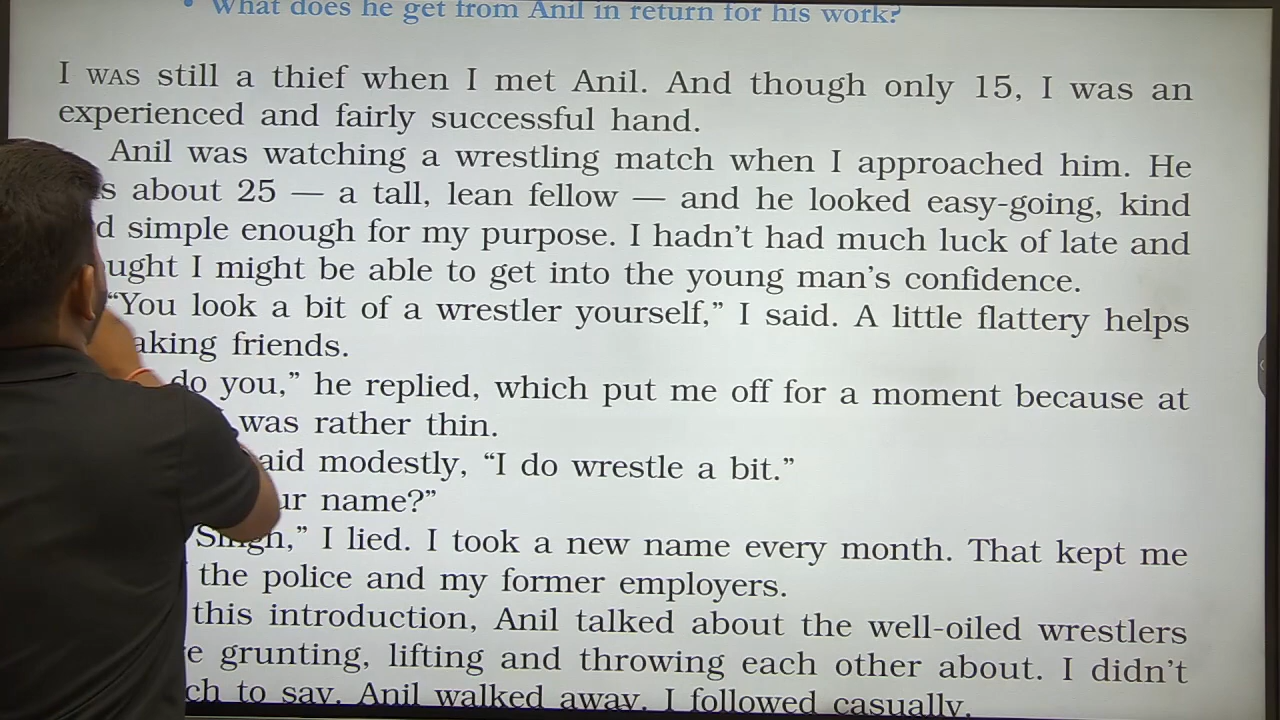 • What does he get from Anil in return for his work?
I WAS still a thief when I met Anil. And though only 15, I was an
experienced and fairly successful hand.
Anil was watching a wrestling match when I approached him. He
about 25 — a tall, lean fellow — and he looked easy-going, kind
simple enough for my purpose. I hadn't had much luck of late and
I might be able to get into the young man's confidence.
“You look a bit of a wrestler yourself,” I said. A little flattery helps
friends.
do you,” he replied, which put me off for a moment because at
was rather thin.
modestly, “I do wrestle a bit.”
name?”
Singh,” I lied. I took a new name every month. That kept me
the police and my former employers.
this introduction, Anil talked about the well-oiled wrestlers
grunting, lifting and throwing each other about. I didn't
to say. Anil walked away. I followed casually.